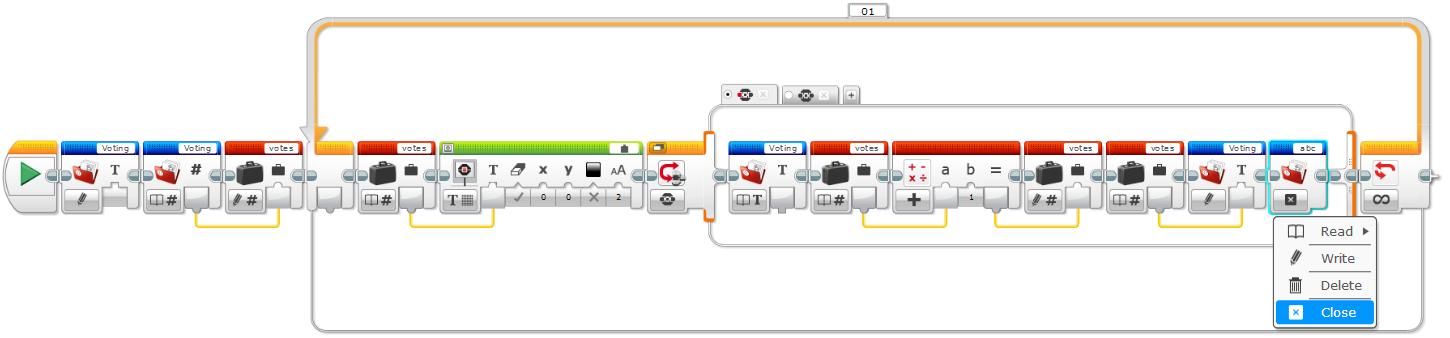 01
Voting
Voting
votes
votes
Voting
votes
votes
votes
Voting
abc
T
#
T
x
y
AA
T
a
b
=
T
#
#
#
T
0
0
2
T
#
1
#
#
Read
Write
Delete
Close